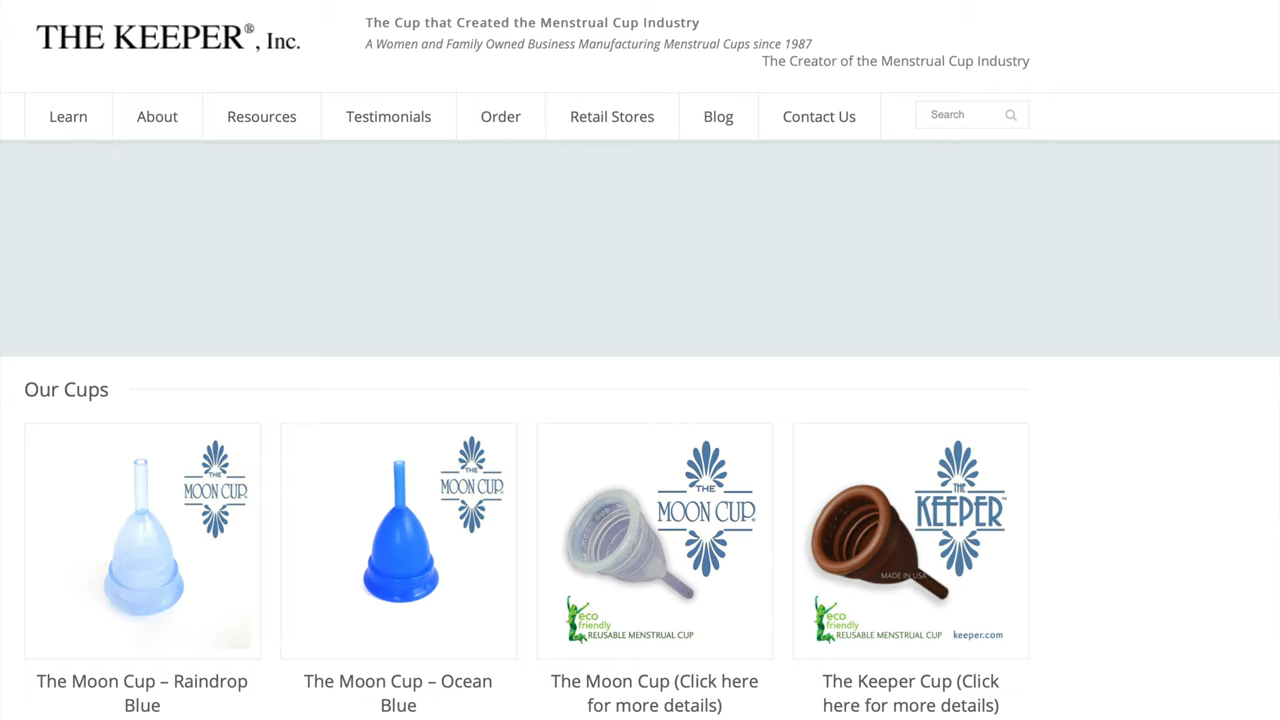 THE KEEPER®, Inc.
The Cup that Created the Menstrual Cup Industry
A Women and Family Owned Business Manufacturing Menstrual Cups since 1987
The Creator of the Menstrual Cup Industry
Learn About Resources Testimonials Order Retail Stores Blog Contact Us Search
Our Cups
THE
MOON CUP
THE
MOON CUP
moon cup
THE
MOON CUP®
eco
friendly
REUSABLE MENSTRUAL CUP
THE
KEEPER™
MADE IN USA
eco
friendly
REUSABLE MENSTRUAL CUP keeper.com
The Moon Cup – Raindrop
Blue
The Moon Cup – Ocean
Blue
The Moon Cup (Click here
for more details)
The Keeper Cup (Click
here for more details)